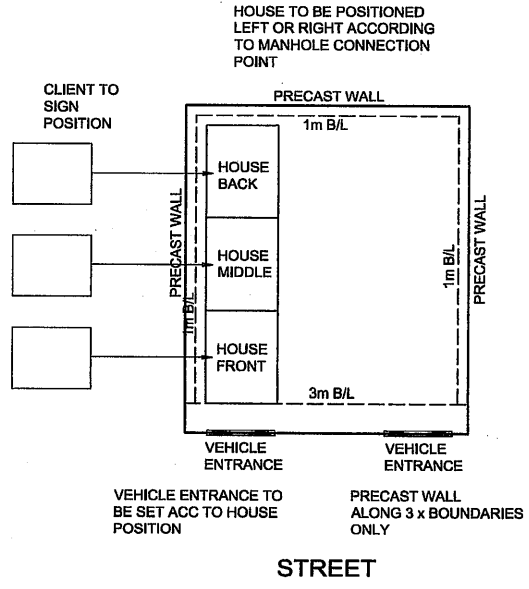 HOUSE TO BE POSITIONED
LEFT OR RIGHT ACCORDING
TO MANHOLE CONNECTION
POINT
CLIENT TO
SIGN
POSITION
PRECAST WALL
1m B/L
HOUSE
BACK
PRECAST WALL
HOUSE
MIDDLE
1m B/L
PRECAST WALL
1m B/L
HOUSE
FRONT
3m B/L
VEHICLE
ENTRANCE
VEHICLE
ENTRANCE
VEHICLE ENTRANCE TO
BE SET ACC TO HOUSE
POSITION
PRECAST WALL
ALONG 3 x BOUNDARIES
ONLY
STREET